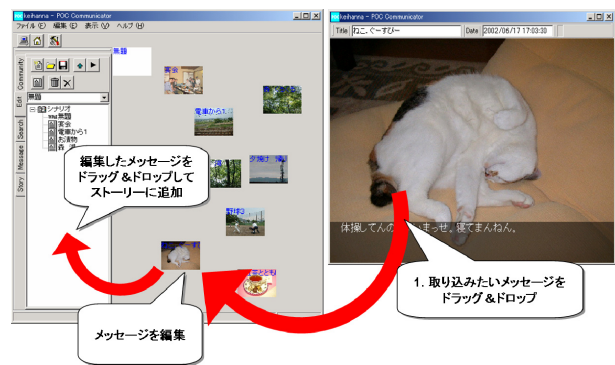 keihanna - POC Communicator
ファイル(F) 編集(E) 表示(V) ヘルプ(H)
Community
Edit
Search
Message
Story
無題
シナリオ
無題
宴会
電車から1
お漬物
無題
宴会
電車から1
夕焼け
野球3
編集したメッセージを
ドラッグ&ドロップして
ストーリーに追加
メッセージを編集
keihanna - POC Communicator
Title ねこ、ぐーすぴー
Date 2002/06/17 17:03:30
体操してんの
まっせ。寝てまんねん。
1. 取り込みたいメッセージを
ドラッグ&ドロップ